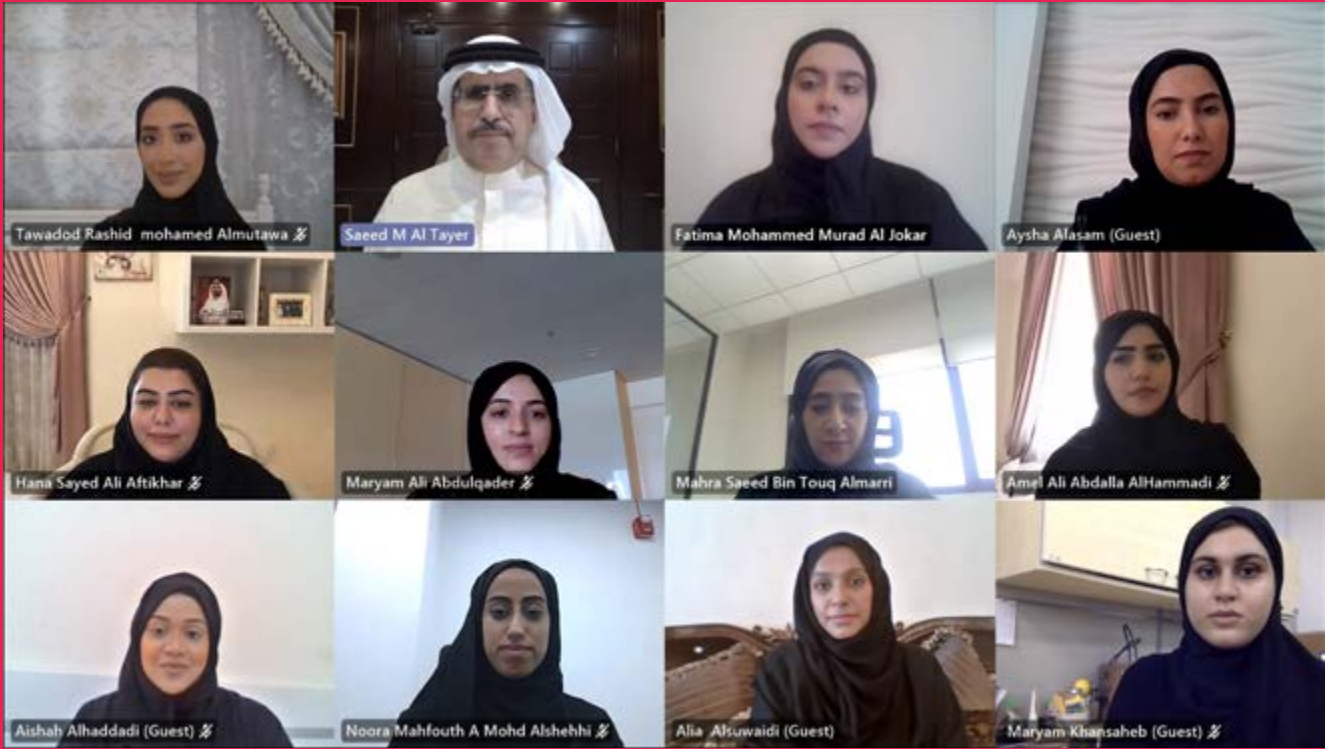 Tawadod Rashid mohamed Almutawa
Saeed M Al Tayer
Fatima Mohammed Murad Al Jokar
Aysha Alasam (Guest)
Hana Sayed Ali Aftikhar
Maryam Ali Abdulqader
Mahra Saeed Bin Touq Almarri
Amel Ali Abdalla AlHammadi
Aishah Alhaddadi (Guest)
Noora Mahfouth A Mohd Alshehhi
Alia Alsuwaidi (Guest)
Maryam Khansaheb (Guest)